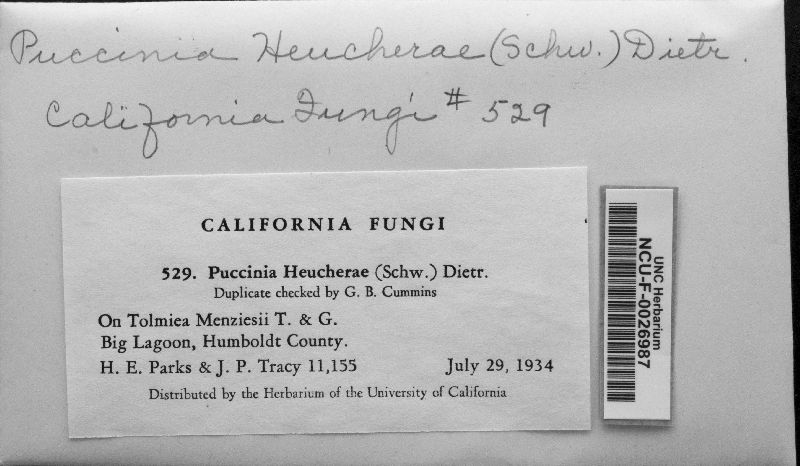 Puccinia Heucherae (Schw.) Dietr.
California Fungi # 529
CALIFORNIA FUNGI
529. Puccinia Heucherae (Schw.) Dietr.
Duplicate checked by G. B. Cummins
On Tolmiea Menziesii T. & G.
Big Lagoon, Humboldt County.
H. E. Parks & J. P. Tracy 11,155 July 29, 1934
Distributed by the Herbarium of the University of California
UNC Herbarium
NCU-F-0026987